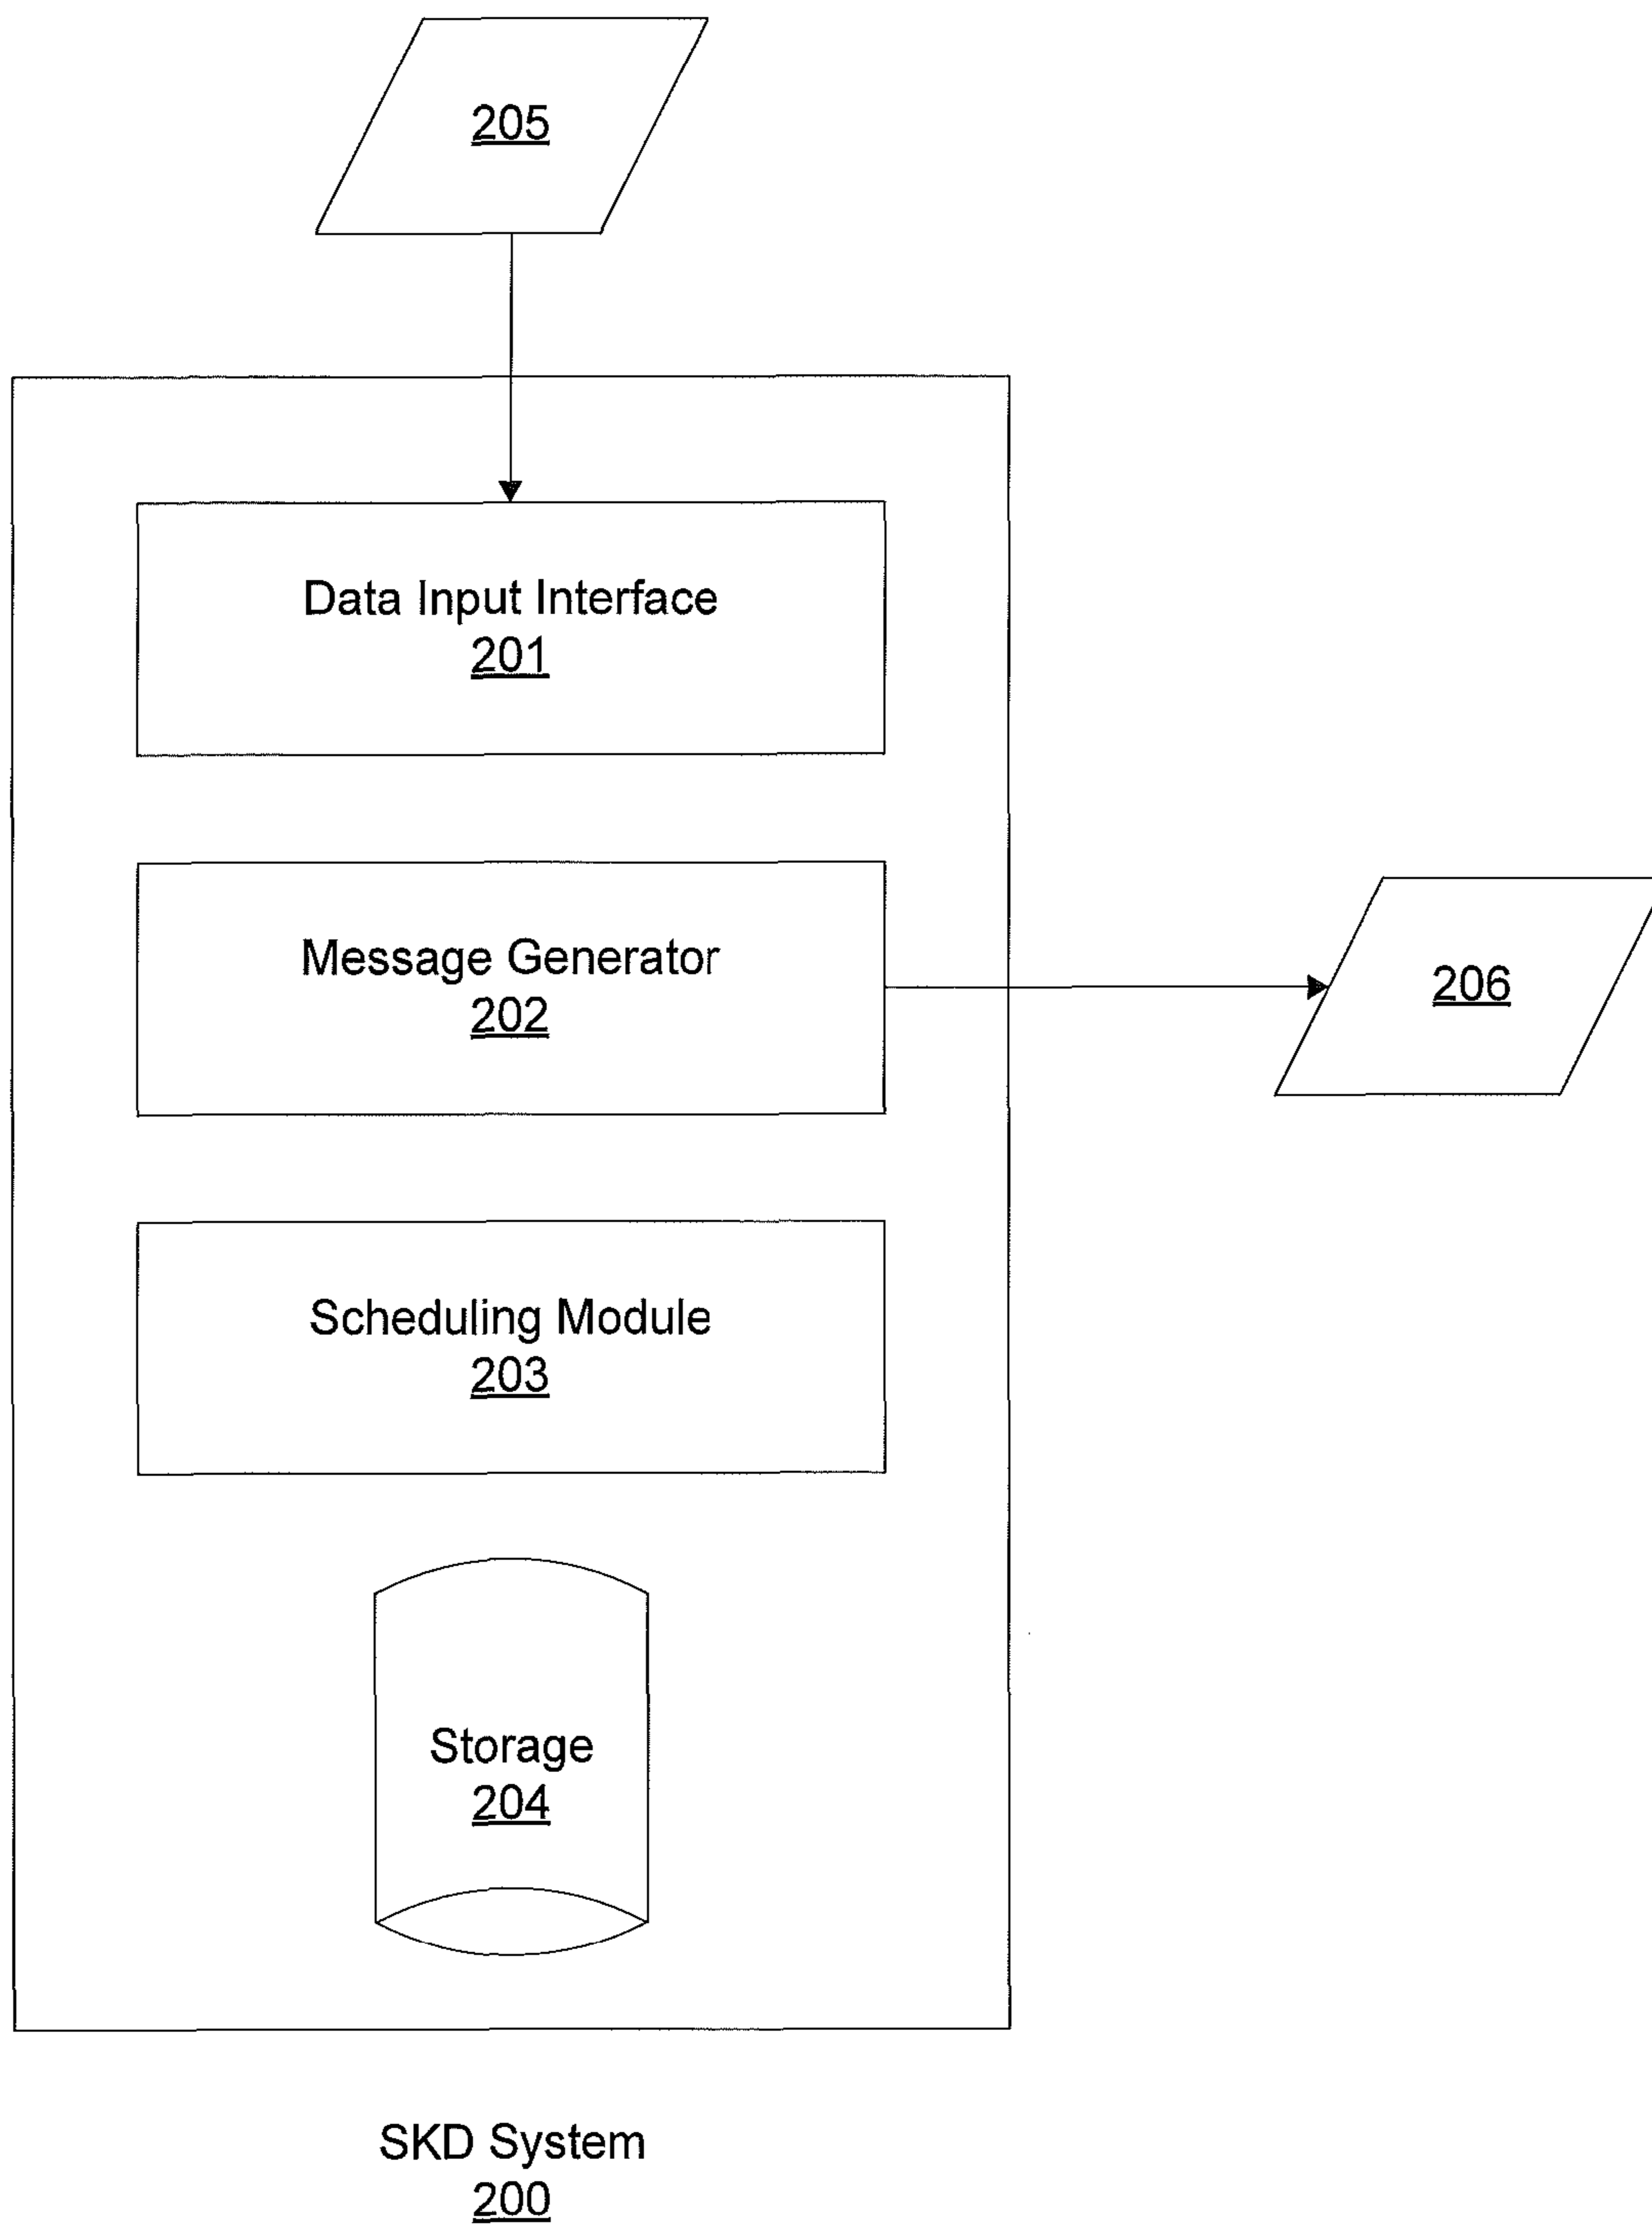 205
Data Input Interface
201
Message Generator
202
206
Scheduling Module
203
Storage
204
SKD System
200